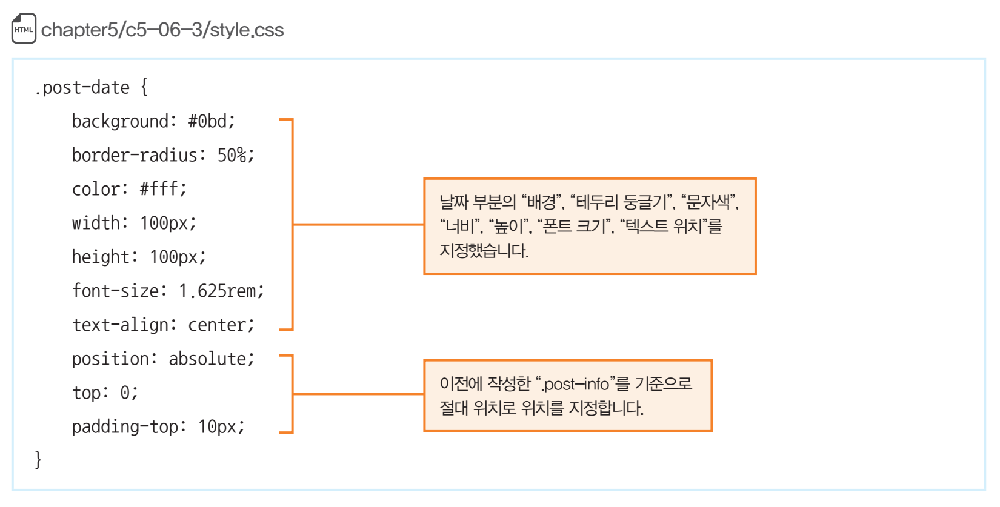 HTML
chapter5/c5-06-3/style.css
.post-date {
background: #0bd;
border-radius: 50%;
color: #fff;
width: 100px;
height: 100px;
font-size: 1.625rem;
text-align: center;
position: absolute;
top: 0;
padding-top: 10px;
}
날짜 부분의 “배경”, “테두리 둥글기”, “문자색”,
“너비”, “높이”, “폰트 크기”, “텍스트 위치”를
지정했습니다.
이전에 작성한 “.post-info”를 기준으로
절대 위치로 위치를 지정합니다.